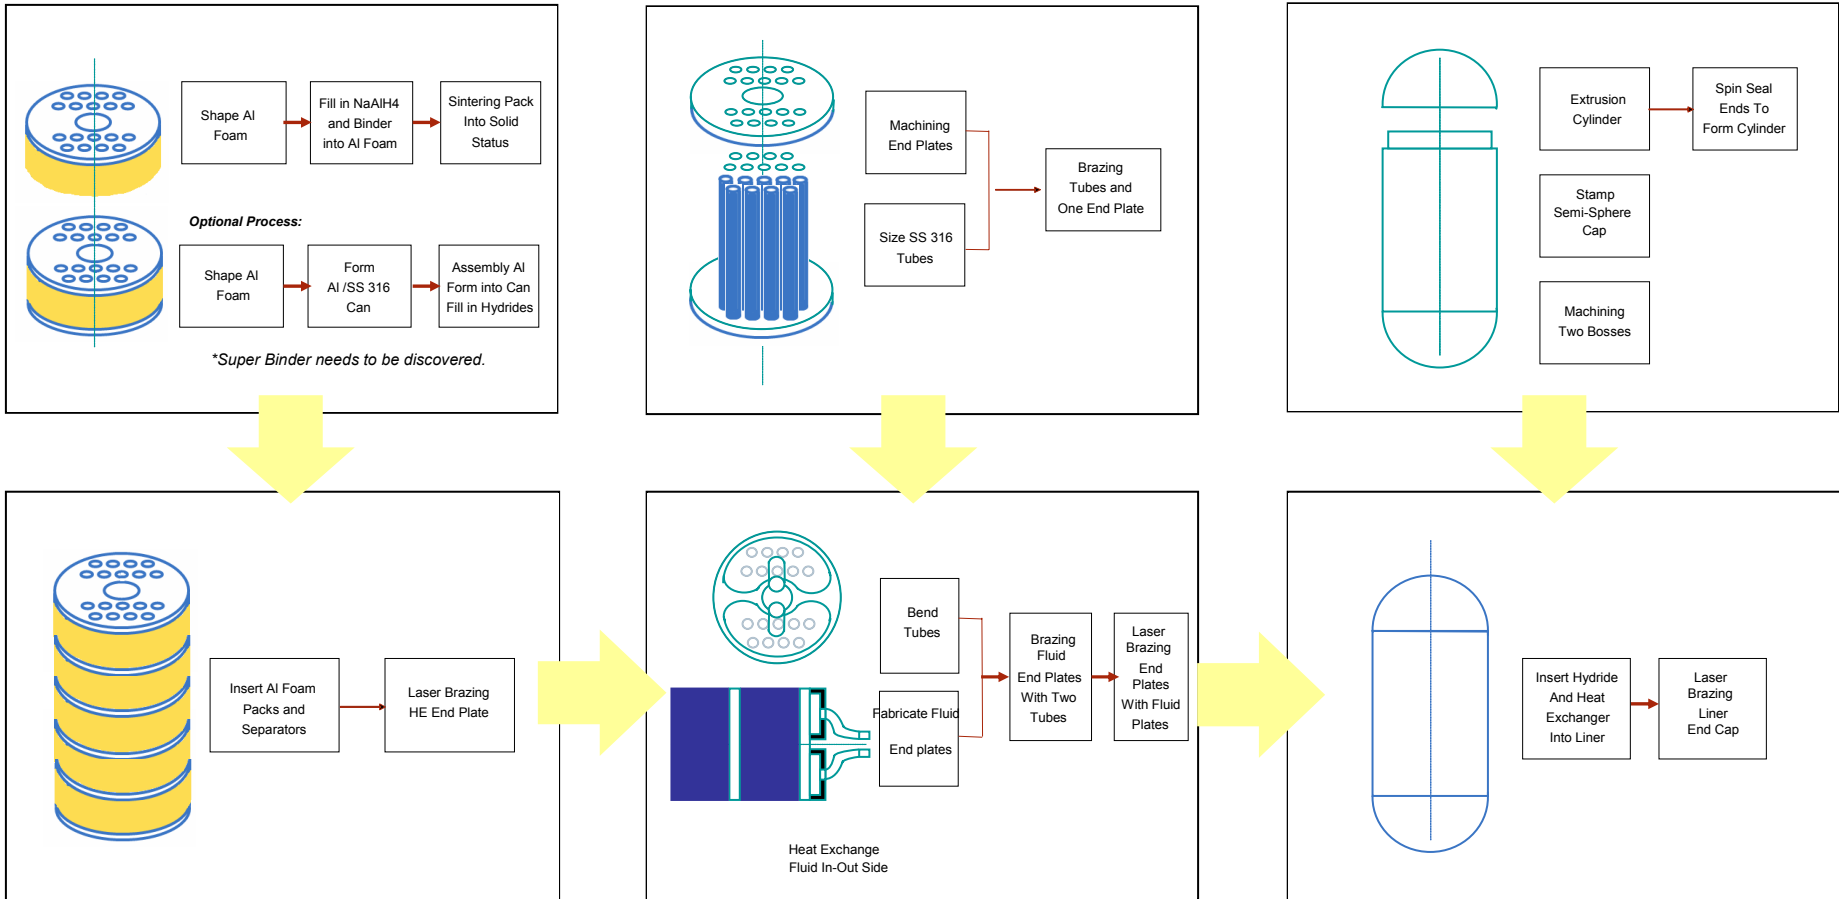 Shape Al
Foam
Fill in NaAlH4
and Binder
into Al Foam
Sintering Pack
Into Solid
Status
Optional Process:
Shape Al
Foam
Form
Al /SS 316
Can
Assembly Al
Form into Can
Fill in Hydrides
*Super Binder needs to be discovered.
Machining
End Plates
Size SS 316
Tubes
Brazing
Tubes and
One End Plate
Extrusion
Cylinder
Spin Seal
Ends To
Form Cylinder
Stamp
Semi-Sphere
Cap
Machining
Two Bosses
Insert Al Foam
Packs and
Separators
Laser Brazing
HE End Plate
Bend
Tubes
Fabricate Fluid
End plates
Brazing
Fluid
End Plates
With Two
Tubes
Laser
Brazing
End
Plates
With Fluid
Plates
Heat Exchange
Fluid In-Out Side
Insert Hydride
And Heat
Exchanger
Into Liner
Laser
Brazing
Liner
End Cap